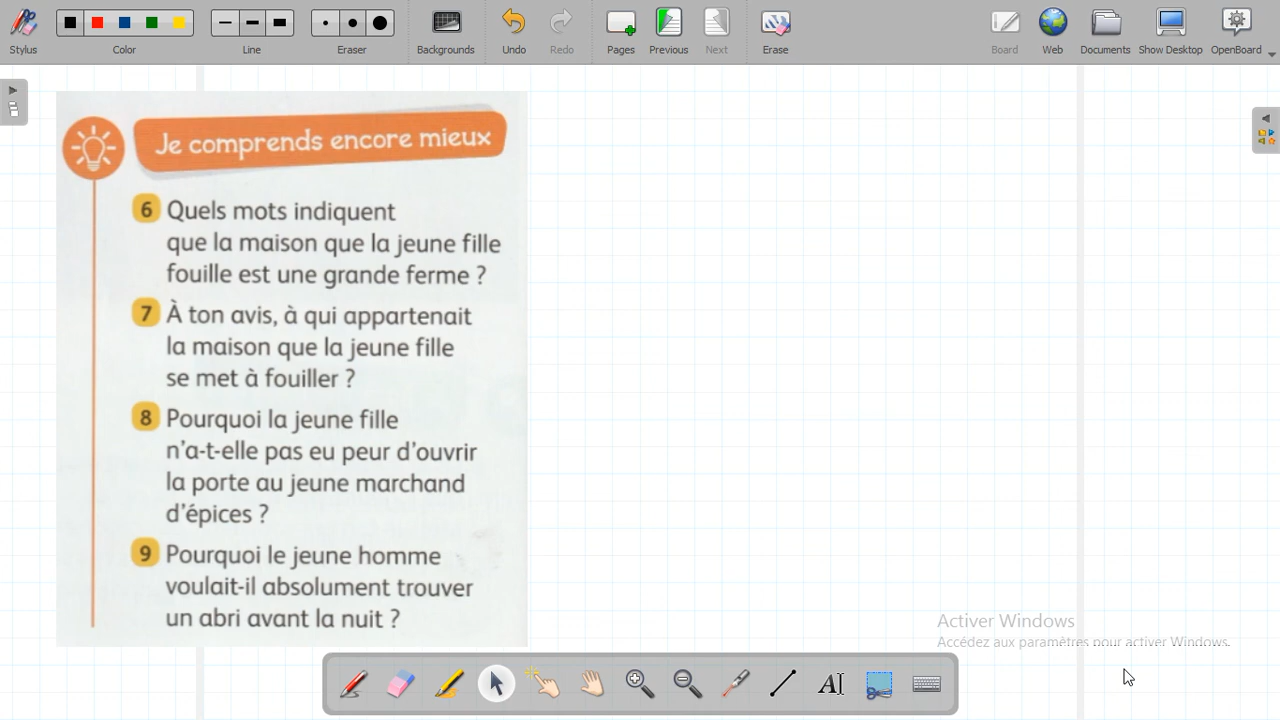 Stylus
Color
Line
Eraser
Backgrounds
Undo
Redo
Pages
Previous
Next
Erase
Board
Web
Documents
Show Desktop
OpenBoard
Je comprends encore mieux
6 Quels mots indiquent
que la maison que la jeune fille
fouille est une grande ferme ?
7 À ton avis, à qui appartenait
la maison que la jeune fille
se met à fouiller ?
8 Pourquoi la jeune fille
n'a-t-elle pas eu peur d'ouvrir
la porte au jeune marchand
d'épices ?
9 Pourquoi le jeune homme
voulait-il absolument trouver
un abri avant la nuit ?
Activer Windows
Accédez aux paramètres pour activer Windows.
AI